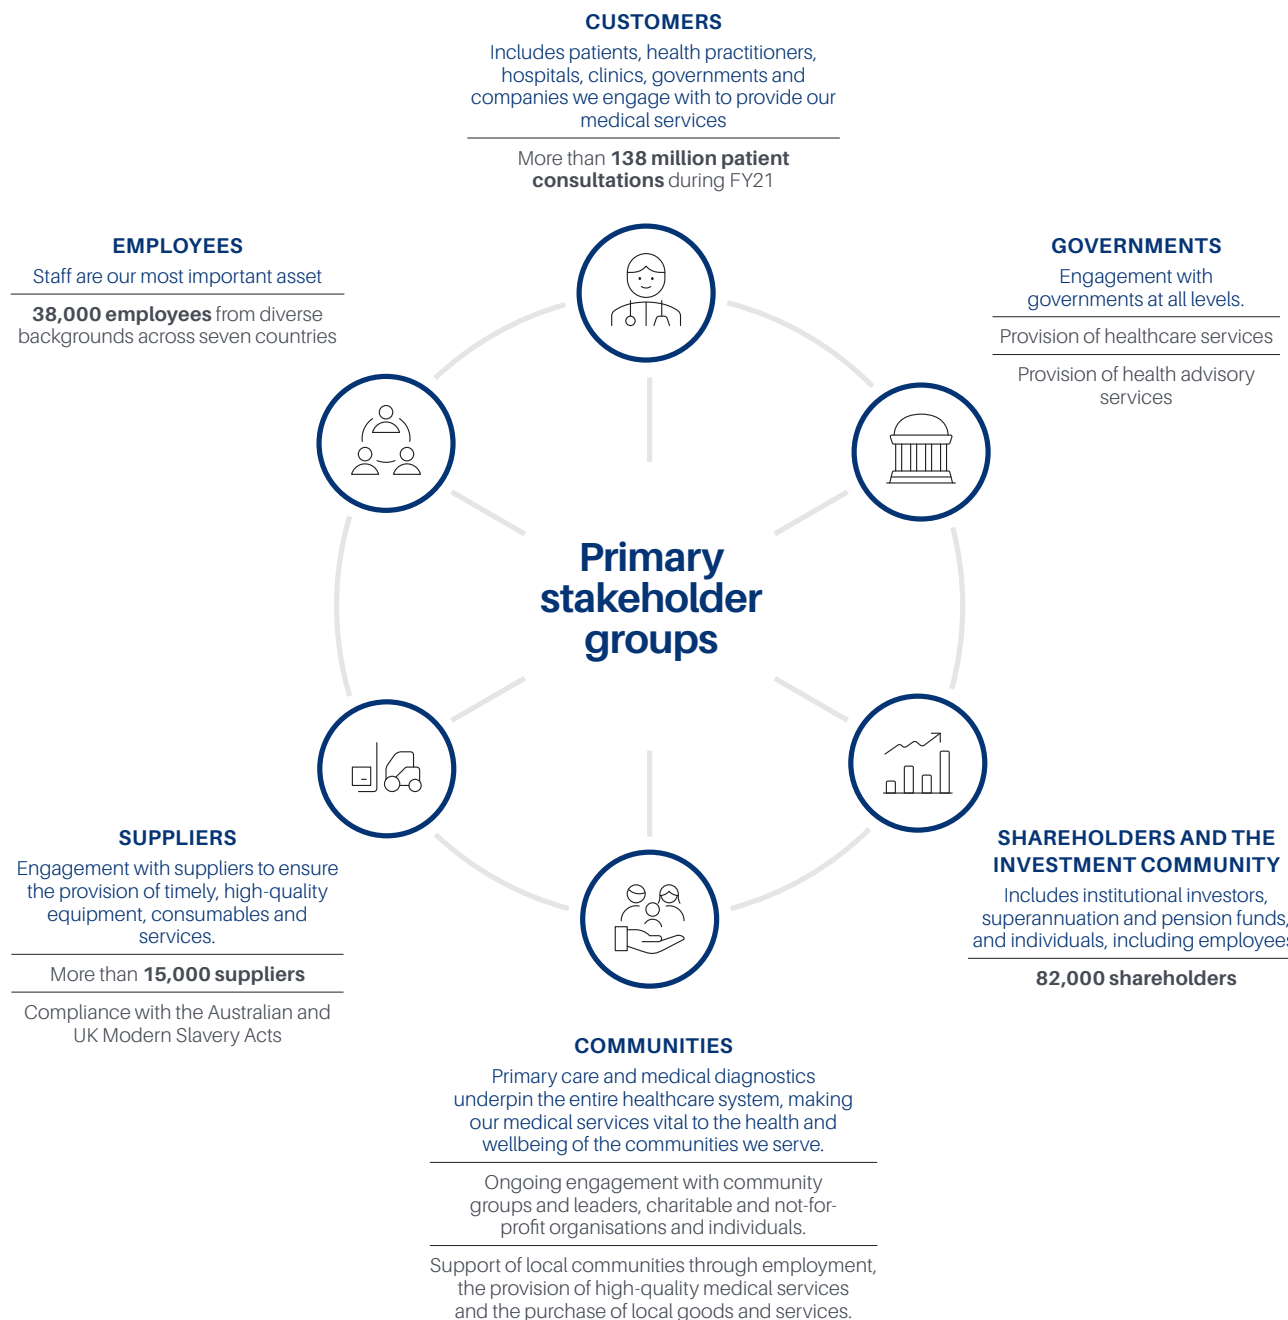 CUSTOMERS
Includes patients, health practitioners,
hospitals, clinics, governments and
companies we engage with to provide our
medical services
More than 138 million patient
consultations during FY21
EMPLOYEES
Staff are our most important asset
38,000 employees from diverse
backgrounds across seven countries
GOVERNMENTS
Engagement with
governments at all levels.
Provision of healthcare services
Provision of health advisory
services
Primary
stakeholder
groups
SUPPLIERS
Engagement with suppliers to ensure
the provision of timely, high-quality
equipment, consumables and
services.
More than 15,000 suppliers
Compliance with the Australian and
UK Modern Slavery Acts
SHAREHOLDERS AND THE
INVESTMENT COMMUNITY
Includes institutional investors,
superannuation and pension funds,
and individuals, including employees
82,000 shareholders
COMMUNITIES
Primary care and medical diagnostics
underpin the entire healthcare system, making
our medical services vital to the health and
wellbeing of the communities we serve.
Ongoing engagement with community
groups and leaders, charitable and not-for-
profit organisations and individuals.
Support of local communities through employment,
the provision of high-quality medical services
and the purchase of local goods and services.